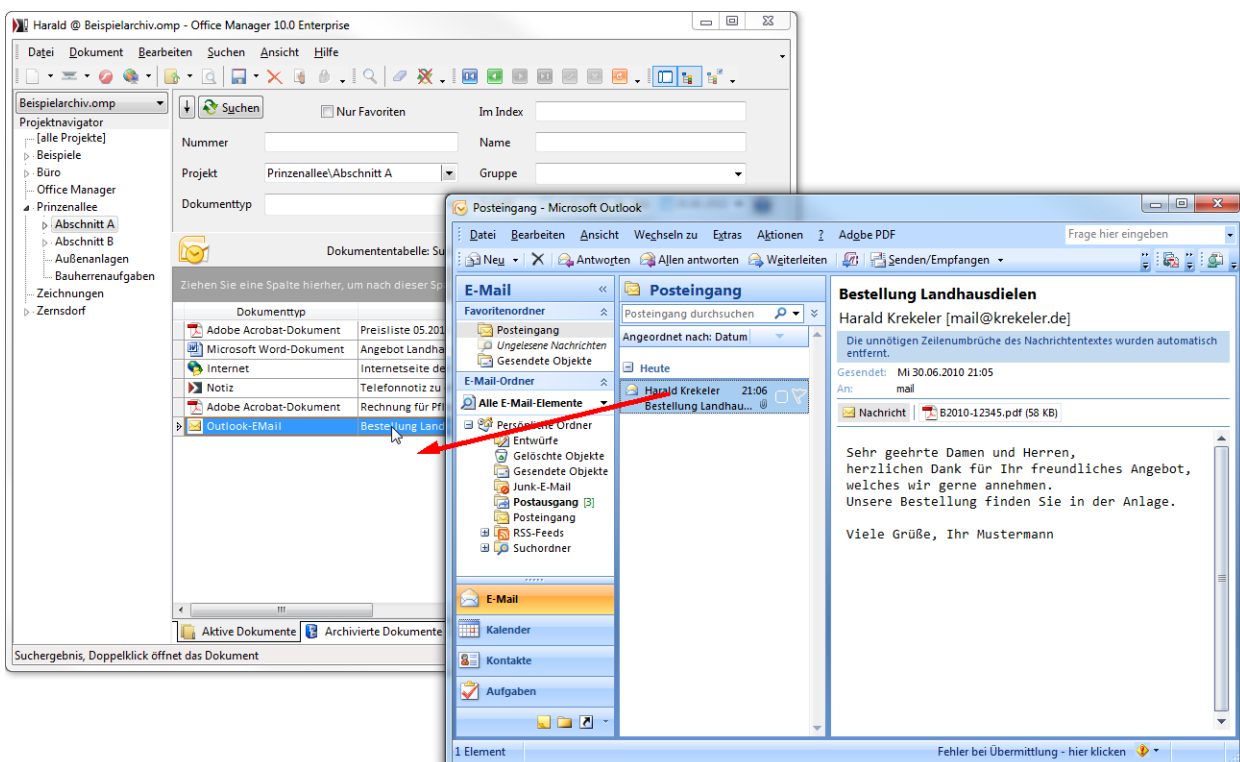 Harald @ Beispielarchiv.omp - Office Manager 10.0 Enterprise
Datei Dokument Bearbeiten Suchen Ansicht Hilfe
Beispielarchiv.omp
Projektnavigator
[alle Projekte]
Beispiele
Büro
Office Manager
Prinzenallee
Abschnitt A
Abschnitt B
Außenanlagen
Bauherrenaufgaben
Zeichnungen
Zernsdorf
Suchen
Nur Favoriten
Im Index
Nummer
Name
Projekt
Prinzenallee\Abschnitt A
Gruppe
Dokumenttyp
Dokumententabelle: Su
Ziehen Sie eine Spalte hierher, um nach dieser Sp
Dokumenttyp
Adobe Acrobat-Dokument Preisliste 05.201
Microsoft Word-Dokument Angebot Landha
Internet Internetseite de
Notiz Telefonnotiz zu
Adobe Acrobat-Dokument Rechnung für Pfl
Outlook-EMail Bestellung Land
Aktive Dokumente Archivierte Dokumente
Suchergebnis, Doppelklick öffnet das Dokument
Posteingang - Microsoft Outlook
Datei Bearbeiten Ansicht Wechseln zu Extras Aktionen ? Adobe PDF
Frage hier eingeben
Neu Antworten Allen antworten Weiterleiten Senden/Empfangen
E-Mail «
Favoritenordner
Posteingang
Ungelesene Nachrichten
Gesendete Objekte
E-Mail-Ordner
Alle E-Mail-Elemente
Persönliche Ordner
Entwürfe
Gelöschte Objekte
Gesendete Objekte
Junk-E-Mail
Postausgang [3]
Posteingang
RSS-Feeds
Suchordner
E-Mail
Kalender
Kontakte
Aufgaben
Posteingang
Posteingang durchsuchen
Angeordnet nach: Datum
Heute
Harald Krekeler 21:06
Bestellung Landhau...
Bestellung Landhausdielen
Harald Krekeler [mail@krekeler.de]
Die unnötigen Zeilenumbrüche des Nachrichtentextes wurden automatisch
entfernt.
Gesendet: Mi 30.06.2010 21:05
An: mail
Nachricht B2010-12345.pdf (58 KB)
Sehr geehrte Damen und Herren,
herzlichen Dank für Ihr freundliches Angebot,
welches wir gerne annehmen.
Unsere Bestellung finden Sie in der Anlage.
Viele Grüße, Ihr Mustermann
1 Element
Fehler bei Übermittlung - hier klicken